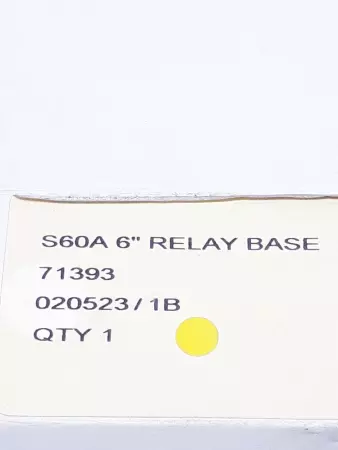 S60A 6" RELAY BASE
71393
020523/1B
QTY 1